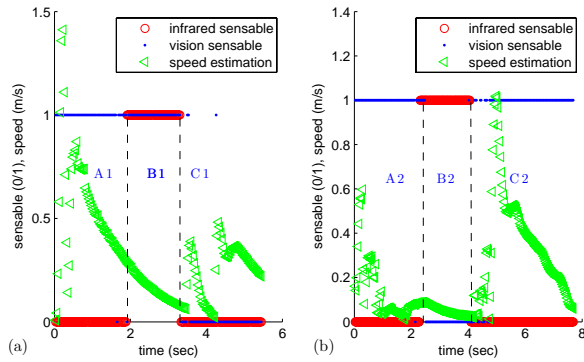 infrared sensable
vision sensable
speed estimation
1.5
1
0.5
0
A1
B1
C1
0
2
4
6
sensable (0/1), speed (m/s)
time (sec)
(a)
infrared sensable
vision sensable
speed estimation
1.4
1.2
1
0.8
0.6
0.4
0.2
0
A2
B2
C2
0
2
4
6
8
sensable (0/1), speed (m/s)
time (sec)
(b)